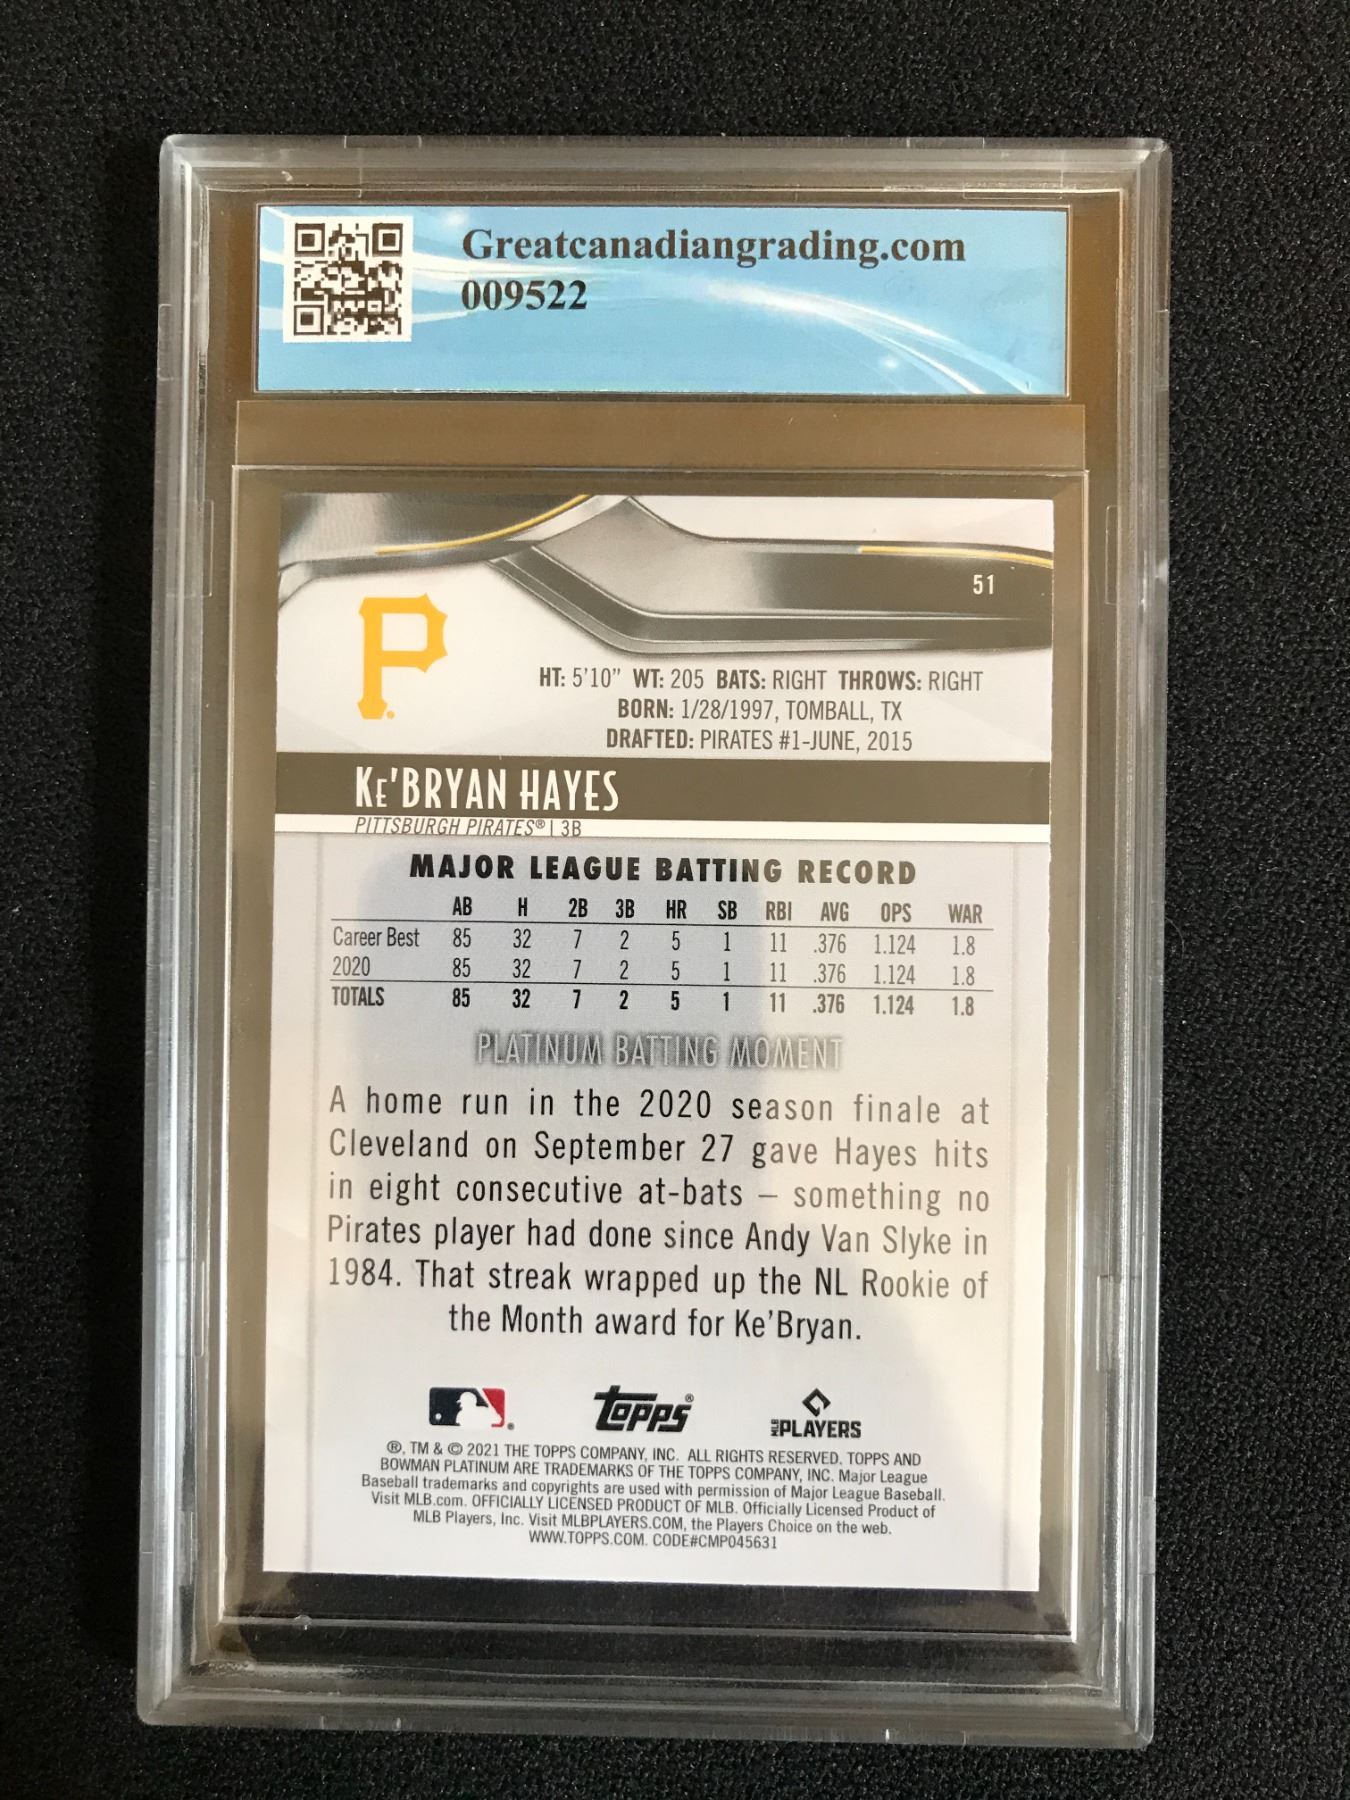 Greatcanadiangrading.com
009522
51
P
HT: 5'10" WT: 205 BATS: RIGHT THROWS: RIGHT
BORN: 1/28/1997, TOMBALL, TX
DRAFTED: PIRATES #1-JUNE, 2015
KE'BRYAN HAYES
PITTSBURGH PIRATES® | 3B
MAJOR LEAGUE BATTING RECORD
AB H 2B 3B HR SB RBI AVG OPS WAR
Career Best 85 32 7 2 5 1 11 .376 1.124 1.8
2020 85 32 7 2 5 1 11 .376 1.124 1.8
TOTALS 85 32 7 2 5 1 11 .376 1.124 1.8
PLATINUM BATTING MOMENT
A home run in the 2020 season finale at
Cleveland on September 27 gave Hayes hits
in eight consecutive at-bats – something no
Pirates player had done since Andy Van Slyke in
1984. That streak wrapped up the NL Rookie of
the Month award for Ke'Bryan.
Topps® MLB PLAYERS
®, TM & © 2021 THE TOPPS COMPANY, INC. ALL RIGHTS RESERVED. TOPPS AND
BOWMAN PLATINUM ARE TRADEMARKS OF THE TOPPS COMPANY, INC. Major League
Baseball trademarks and copyrights are used with permission of Major League Baseball.
Visit MLB.com. OFFICIALLY LICENSED PRODUCT OF MLB. Officially Licensed Product of
MLB Players, Inc. Visit MLBPLAYERS.COM, the Players Choice on the web.
WWW.TOPPS.COM. CODE#CMP045631